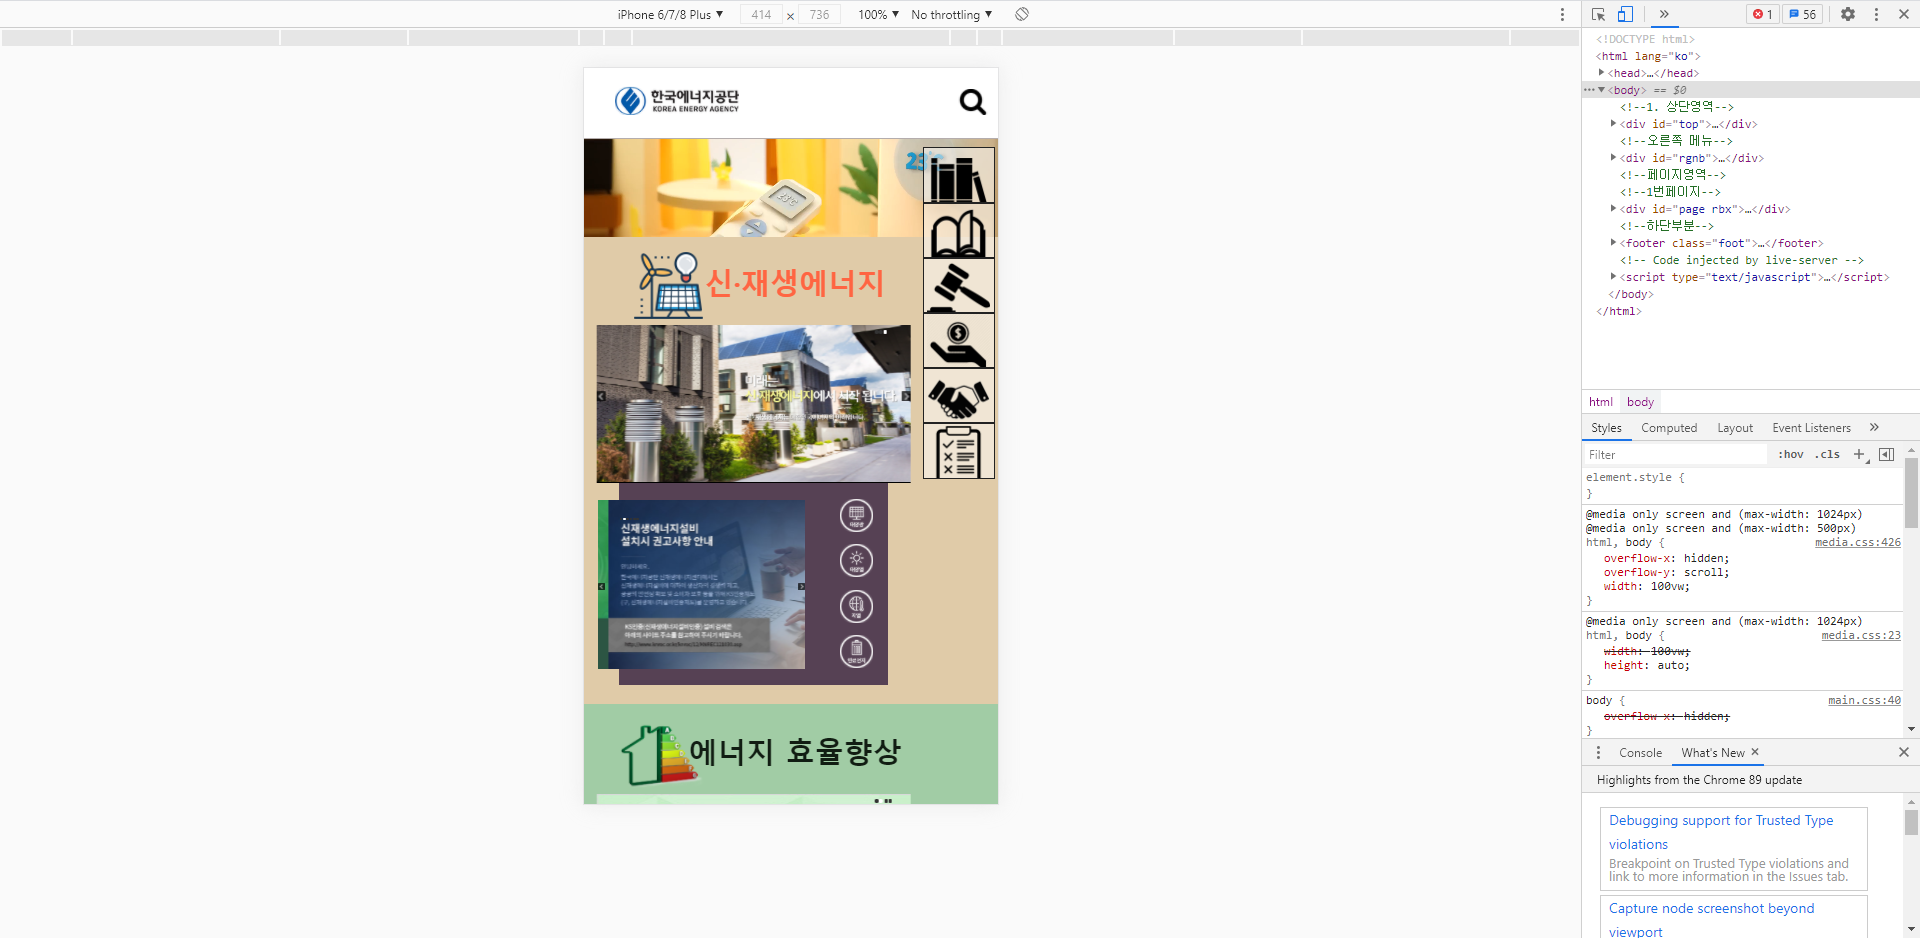 iPhone 6/7/8 Plus ▼ 414 × 736 100% ▼ No throttling ▼
1 56
<!DOCTYPE html>
<html lang="ko">
<head>…</head>
<body> == $0
<!--1. 상단영역-->
<div id="top">…</div>
<!--오른쪽 메뉴-->
<div id="rgnb">…</div>
<!--페이지영역-->
<!--1번페이지-->
<div id="page rbx">…</div>
<!--하단부분-->
<footer class="foot">…</footer>
<!-- Code injected by live-server -->
<script type="text/javascript">…</script>
</body>
</html>
html body
Styles Computed Layout Event Listeners
Filter :hov .cls
element.style {
}
@media only screen and (max-width: 1024px)
@media only screen and (max-width: 500px)
html, body { media.css:426
overflow-x: hidden;
overflow-y: scroll;
width: 100vw;
}
@media only screen and (max-width: 1024px)
html, body { media.css:23
width: 100vw;
height: auto;
}
body { main.css:40
overflow-x: hidden;
}
Console What's New
Highlights from the Chrome 89 update
Debugging support for Trusted Type
violations
Breakpoint on Trusted Type violations and
link to more information in the Issues tab.
Capture node screenshot beyond
viewport
한국에너지공단
KOREA ENERGY AGENCY
23℃
신·재생에너지
미래는
신·재생에너지에서 시작 됩니다.
신재생에너지설비
설치시 권고사항 안내
태양광
태양열
지열
에너지 효율향상